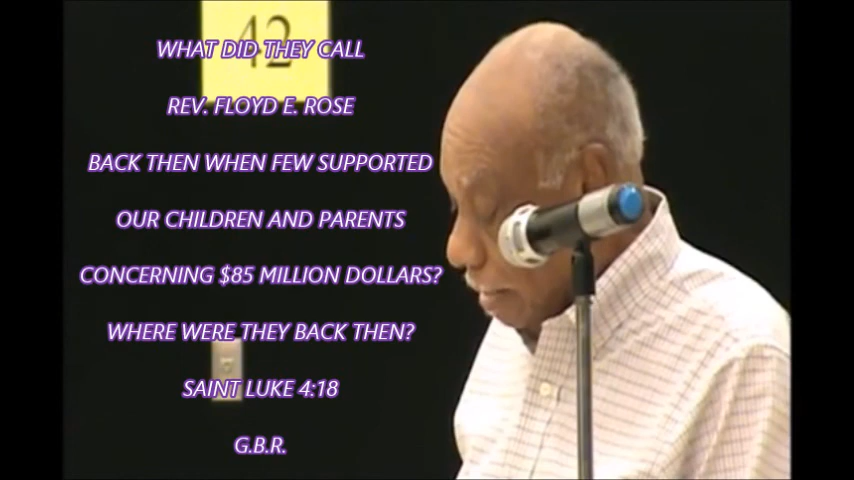 42
WHAT DID THEY CALL
REV. FLOYD E. ROSE
BACK THEN WHEN FEW SUPPORTED
OUR CHILDREN AND PARENTS
CONCERNING $85 MILLION DOLLARS?
WHERE WERE THEY BACK THEN?
SAINT LUKE 4:18
G.B.R.